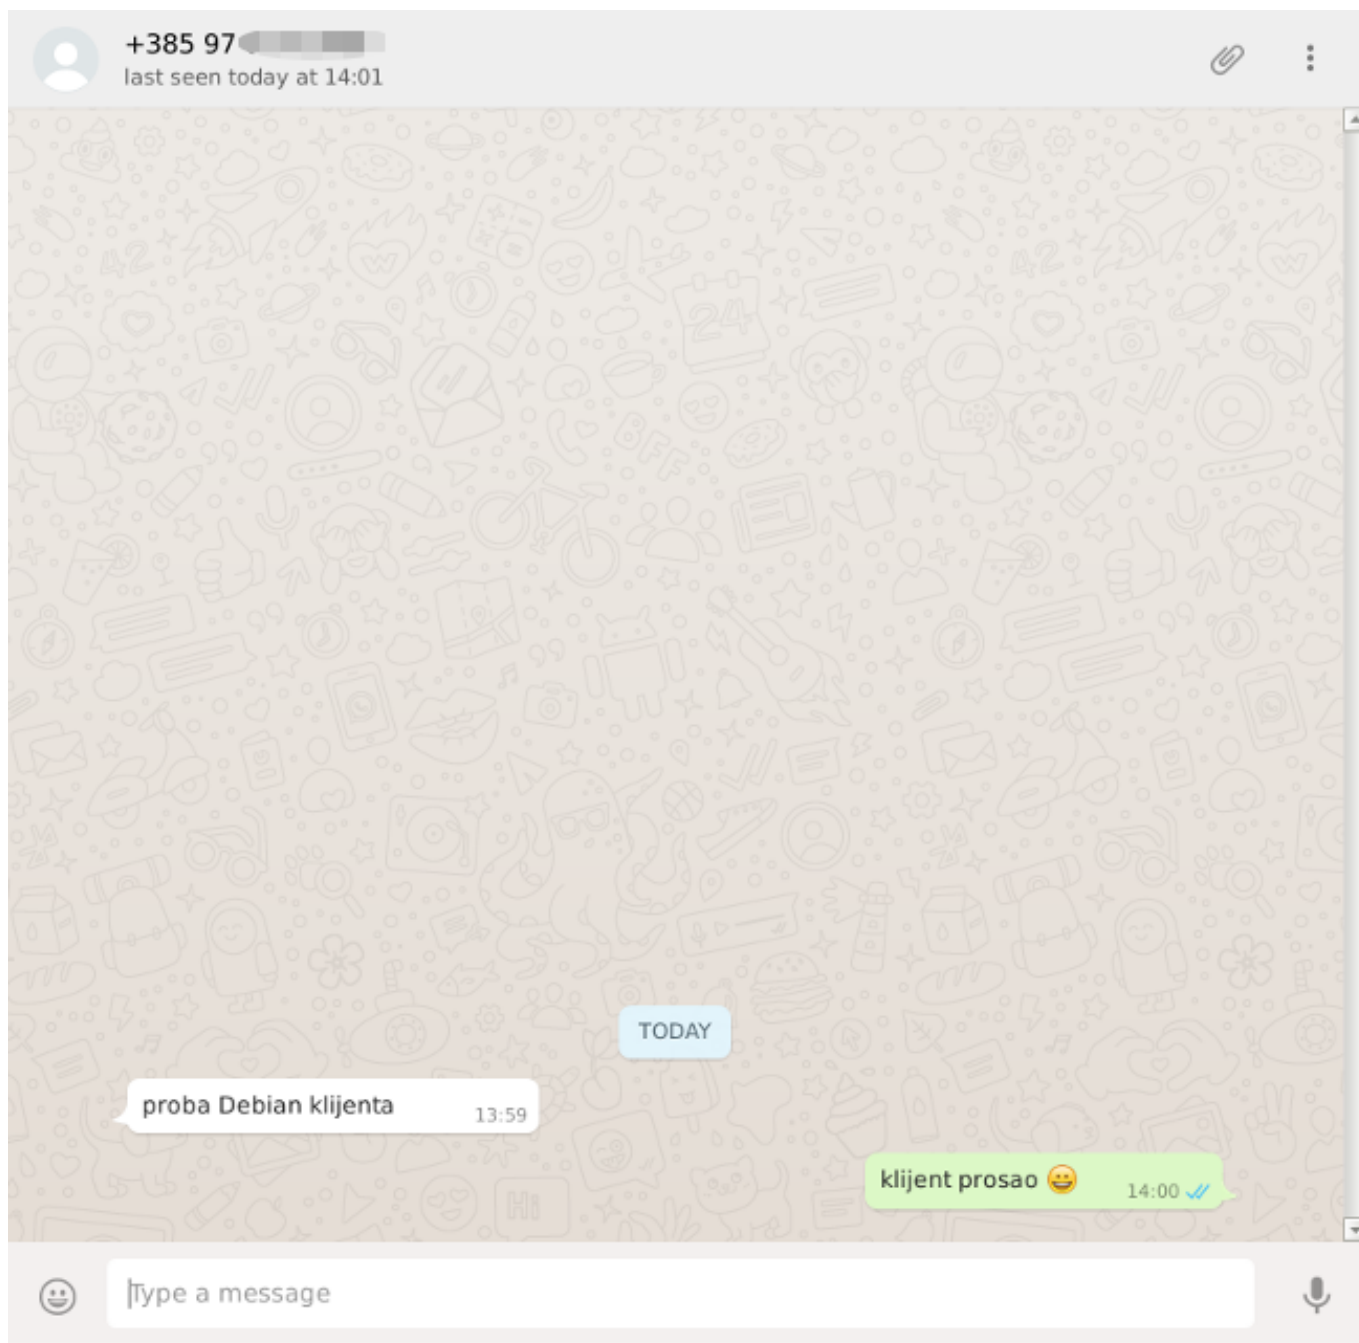 +385 97
last seen today at 14:01
TODAY
proba Debian klijenta 13:59
klijent prosao 😀 14:00
Type a message